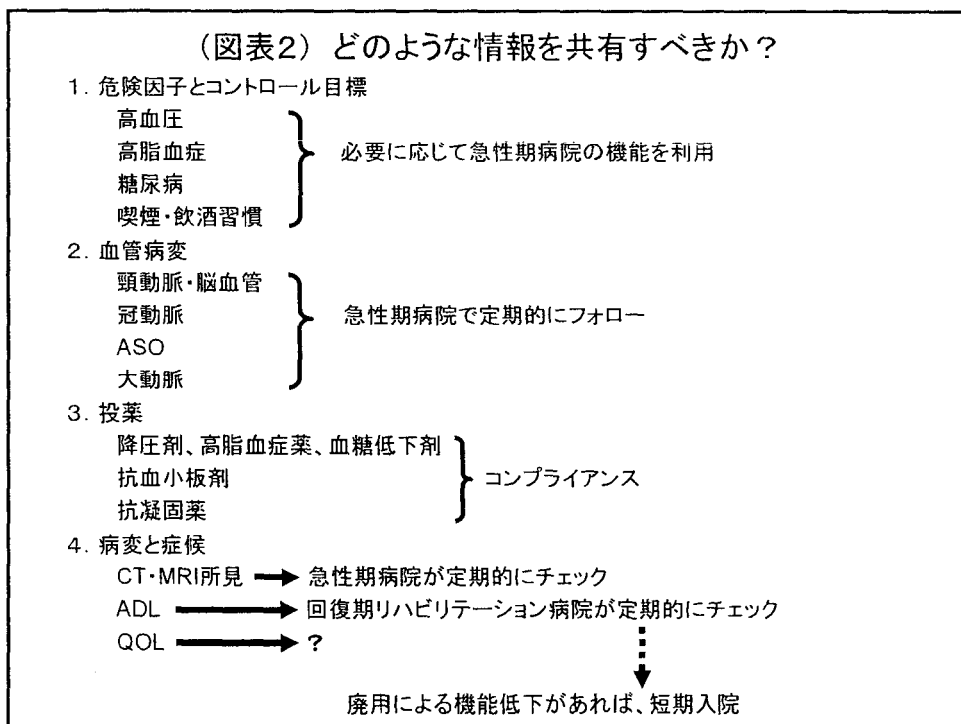 (図表2) どのような情報を共有すべきか?
1. 危険因子とコントロール目標
高血圧
高脂血症 必要に応じて急性期病院の機能を利用
糖尿病
喫煙・飲酒習慣
2. 血管病変
頸動脈・脳血管
冠動脈 急性期病院で定期的にフォロー
ASO
大動脈
3. 投薬
降圧剤、高脂血症薬、血糖低下剤
抗血小板剤 コンプライアンス
抗凝固薬
4. 病変と症候
CT・MRI所見 急性期病院が定期的にチェック
ADL 回復期リハビリテーション病院が定期的にチェック
QOL ?
廃用による機能低下があれば、短期入院